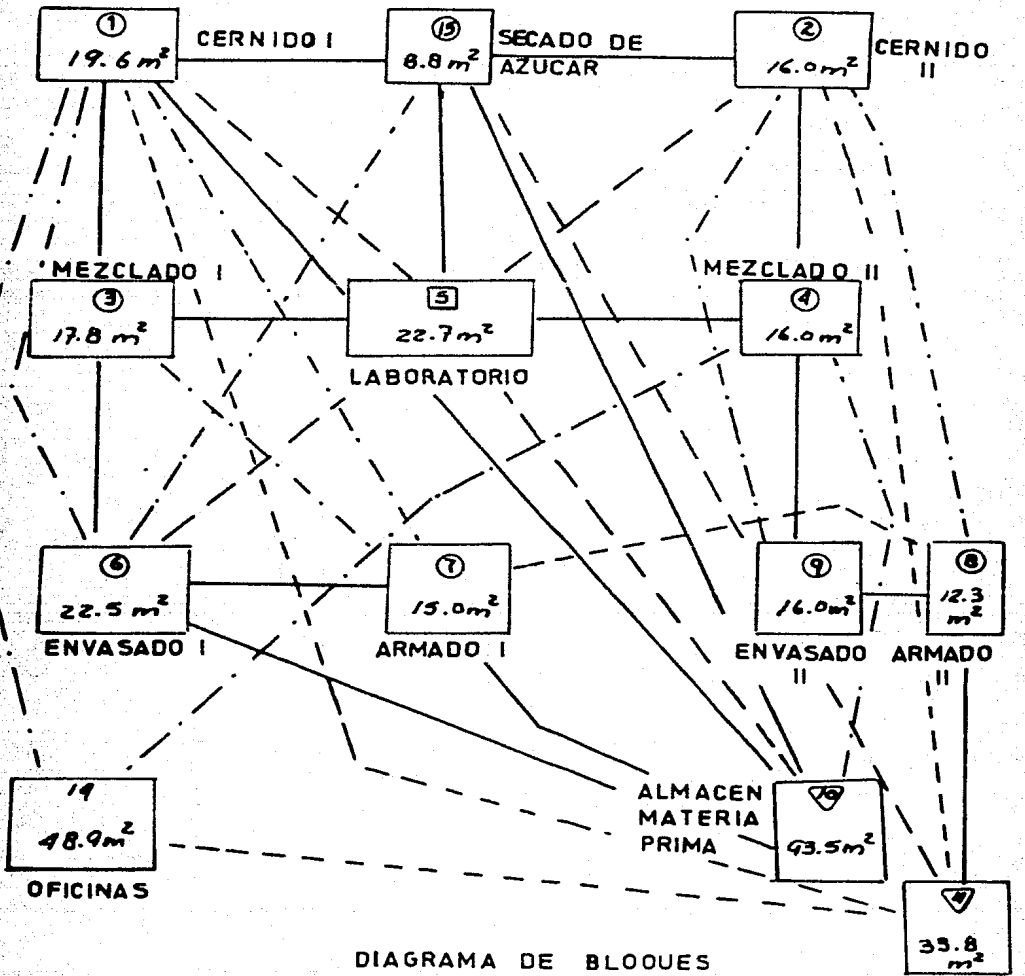 1
19.6 m²
CERNIDO I
15
8.8 m²
SECADO DE
AZUCAR
2
16.0 m²
CERNIDO
II
MEZCLADO I
3
17.8 m²
5
22.7 m²
LABORATORIO
MEZCLADO II
4
16.0 m²
6
22.5 m²
ENVASADO I
7
15.0 m²
ARMADO I
9
16.0 m²
ENVASADO
II
8
12.3
m²
ARMADO
II
14
48.9 m²
OFICINAS
ALMACEN
MATERIA
PRIMA
10
93.5 m²
11
m²
DIAGRAMA DE BLOQUES